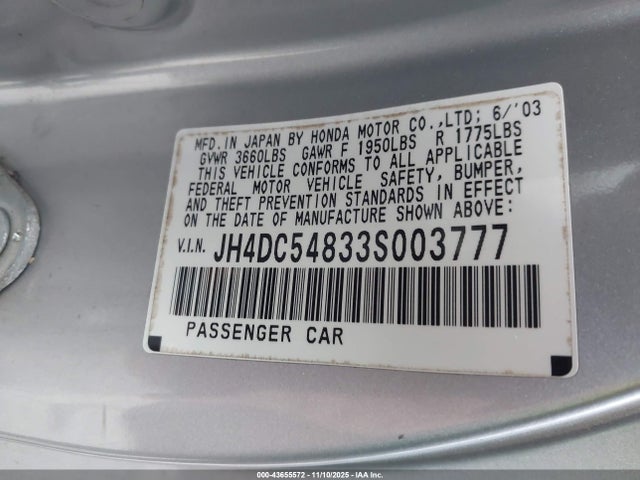 MFD.IN JAPAN BY HONDA MOTOR CO.,LTD; 6/'03
GVWR 3660LBS GAWR F 1950LBS R 1775LBS
THIS VEHICLE CONFORMS TO ALL APPLICABLE
FEDERAL MOTOR VEHICLE SAFETY, BUMPER,
AND THEFT PREVENTION STANDARDS IN EFFECT
ON THE DATE OF MANUFACTURE SHOWN ABOVE:
V.I.N. JH4DC54833S003777
PASSENGER CAR
000-43655572 — 11/10/2025 — IAA Inc.